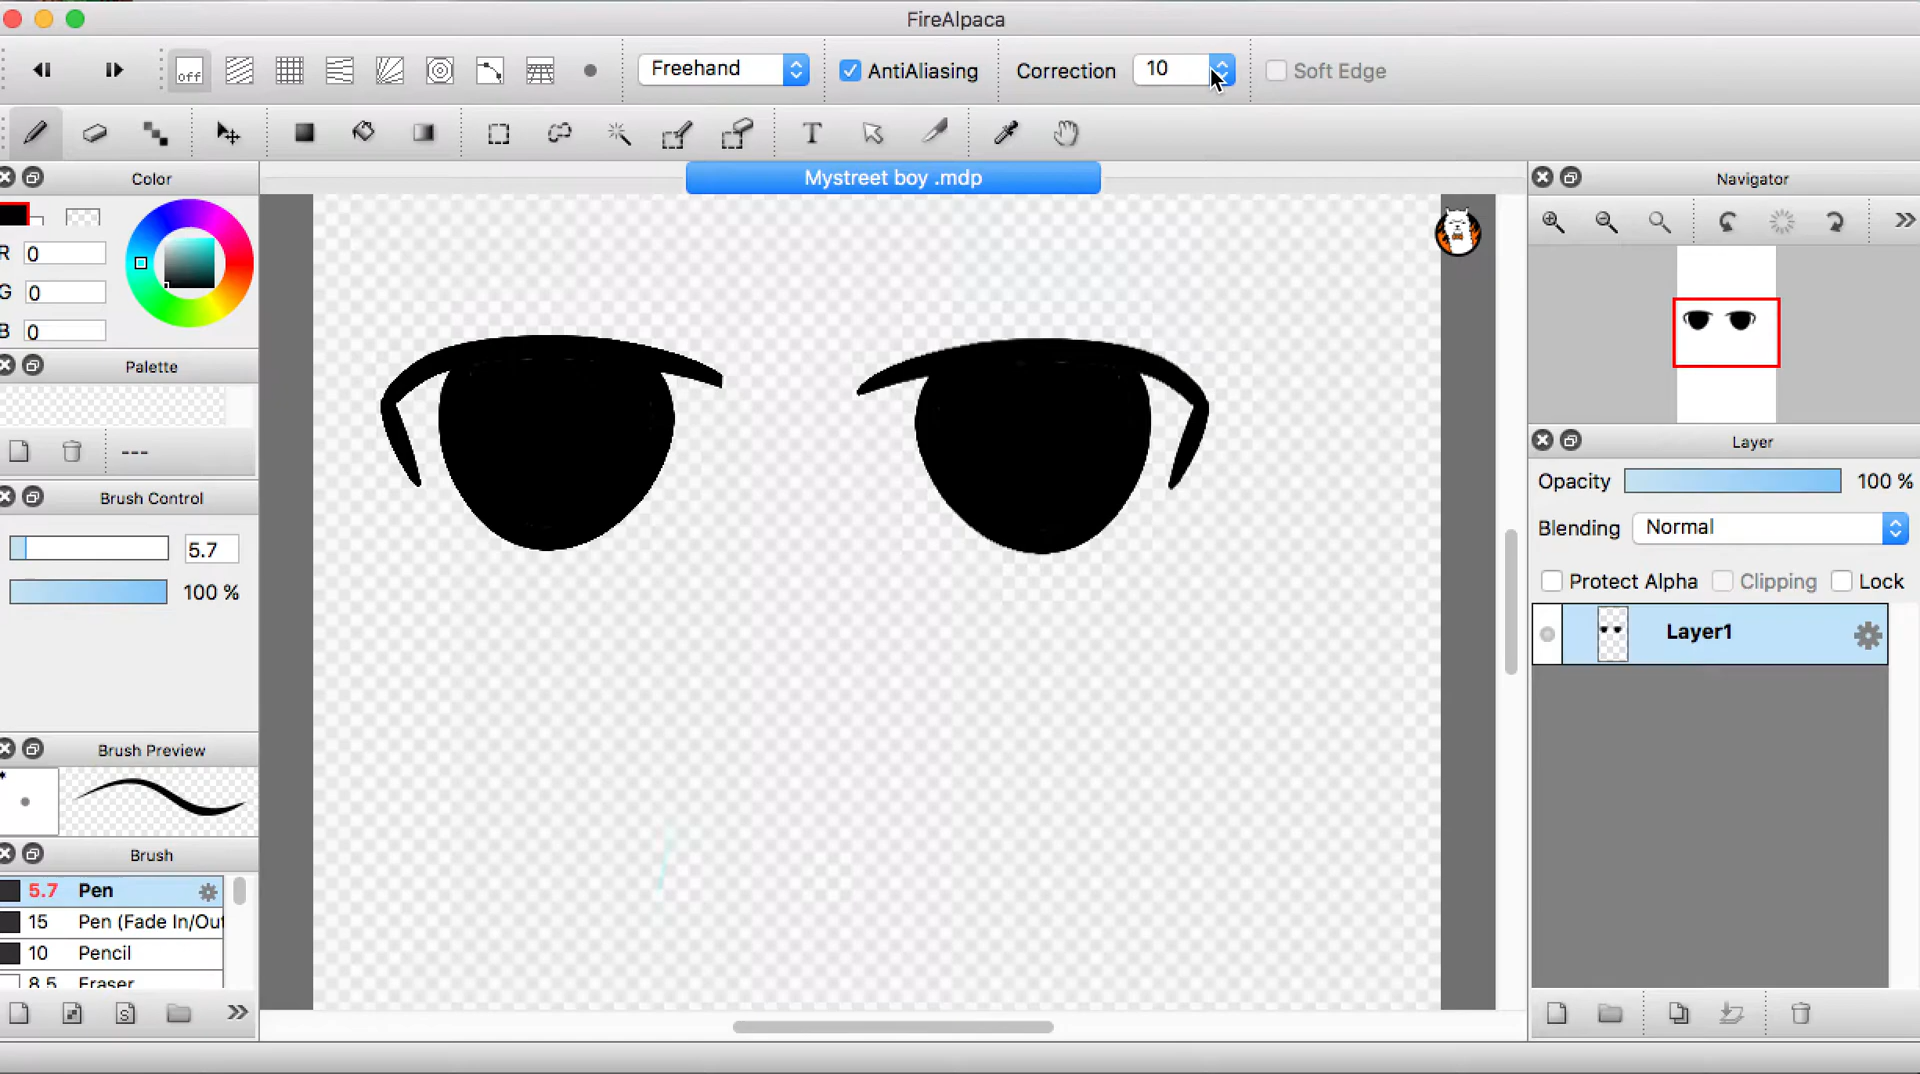 FireAlpaca
off
Freehand
AntiAliasing
Correction
10
Soft Edge
T
Mystreet boy .mdp
Color
R 0
G 0
B 0
Palette
---
Brush Control
5.7
100 %
Brush Preview
Brush
5.7 Pen
15 Pen (Fade In/Out
10 Pencil
8.5 Eraser
S
Navigator
Layer
Opacity 100 %
Blending Normal
Protect Alpha Clipping Lock
Layer1